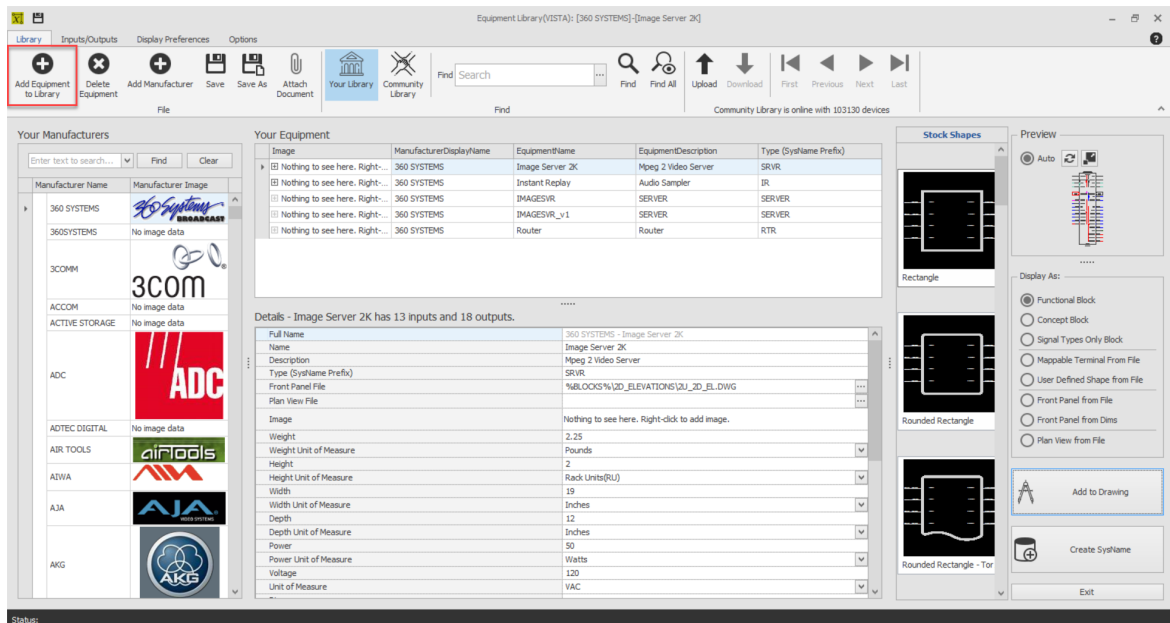 Equipment Library(VISTA): [360 SYSTEMS]-[Image Server 2K]
Library Inputs/Outputs Display Preferences Options
Add Equipment to Library
Delete Equipment
Add Manufacturer
Save
Save As
Attach Document
File
Your Library
Community Library
Find Search ...
Find
Find All
Find
Upload
Download
First
Previous
Next
Last
Community Library is online with 103130 devices
Your Manufacturers
Enter text to search... Find Clear
Manufacturer Name Manufacturer Image
360 SYSTEMS 360 Systems BROADCAST
360SYSTEMS No image data
3COMM 3COM
ACCOM No image data
ACTIVE STORAGE No image data
ADC ADC
ADTEC DIGITAL No image data
AIR TOOLS airTools
AIWA
AJA AJA VIDEO SYSTEMS
AKG AKG
Your Equipment
Image ManufacturerDisplayName EquipmentName EquipmentDescription Type (SysName Prefix)
Nothing to see here. Right-... 360 SYSTEMS Image Server 2K Mpeg 2 Video Server SRVR
Nothing to see here. Right-... 360 SYSTEMS Instant Replay Audio Sampler IR
Nothing to see here. Right-... 360 SYSTEMS IMAGESVR SERVER SERVER
Nothing to see here. Right-... 360 SYSTEMS IMAGESVR_v1 SERVER SERVER
Nothing to see here. Right-... 360 SYSTEMS Router Router RTR
Details - Image Server 2K has 13 inputs and 18 outputs.
Full Name 360 SYSTEMS - Image Server 2K
Name Image Server 2K
Description Mpeg 2 Video Server
Type (SysName Prefix) SRVR
Front Panel File %BLOCKS%\2D_ELEVATIONS\2U_2D_EL.DWG ...
Plan View File ...
Image Nothing to see here. Right-click to add image.
Weight 2.25
Weight Unit of Measure Pounds
Height 2
Height Unit of Measure Rack Units(RU)
Width 19
Width Unit of Measure Inches
Depth 12
Depth Unit of Measure Inches
Power 50
Power Unit of Measure Watts
Voltage 120
Unit of Measure VAC
Stock Shapes
Rectangle
Rounded Rectangle
Rounded Rectangle - Tor
Preview
Auto
Display As:
Functional Block
Concept Block
Signal Types Only Block
Mappable Terminal From File
User Defined Shape from File
Front Panel from File
Front Panel from Dims
Plan View from File
Add to Drawing
Create SysName
Exit
Status: